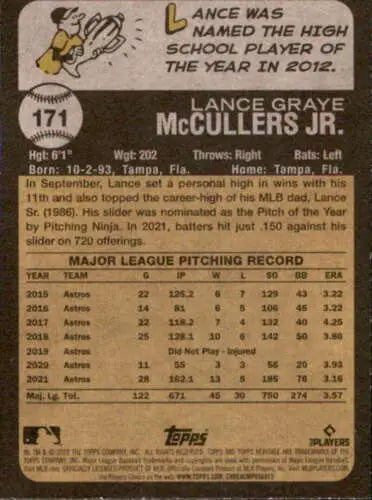 LANCE WAS
NAMED THE HIGH
SCHOOL PLAYER OF
THE YEAR IN 2012.
171
LANCE GRAYE
McCULLERS JR.
Hgt: 6'1" Wgt: 202 Throws: Right Bats: Left
Born: 10-2-93, Tampa, Fla. Home: Tampa, Fla.
In September, Lance set a personal high in wins with his
11th and also topped the career-high of his MLB dad, Lance
Sr. (1986). His slider was nominated as the Pitch of the Year
by Pitching Ninja. In 2021, batters hit just .150 against his
slider on 720 offerings.
MAJOR LEAGUE PITCHING RECORD
YEAR TEAM G IP W L SO BB ERA
2015 Astros 22 125.2 6 7 129 43 3.22
2016 Astros 14 81 6 5 106 45 3.22
2017 Astros 22 118.2 7 4 132 40 4.25
2018 Astros 25 128.1 10 6 142 50 3.86
2019 Did Not Play - Injured
2020 Astros 11 55 3 3 56 20 3.93
2021 Astros 28 162.1 13 5 185 76 3.16
Maj. Lg. Tot. 122 671 45 30 750 274 3.57
Topps
PLAYERS